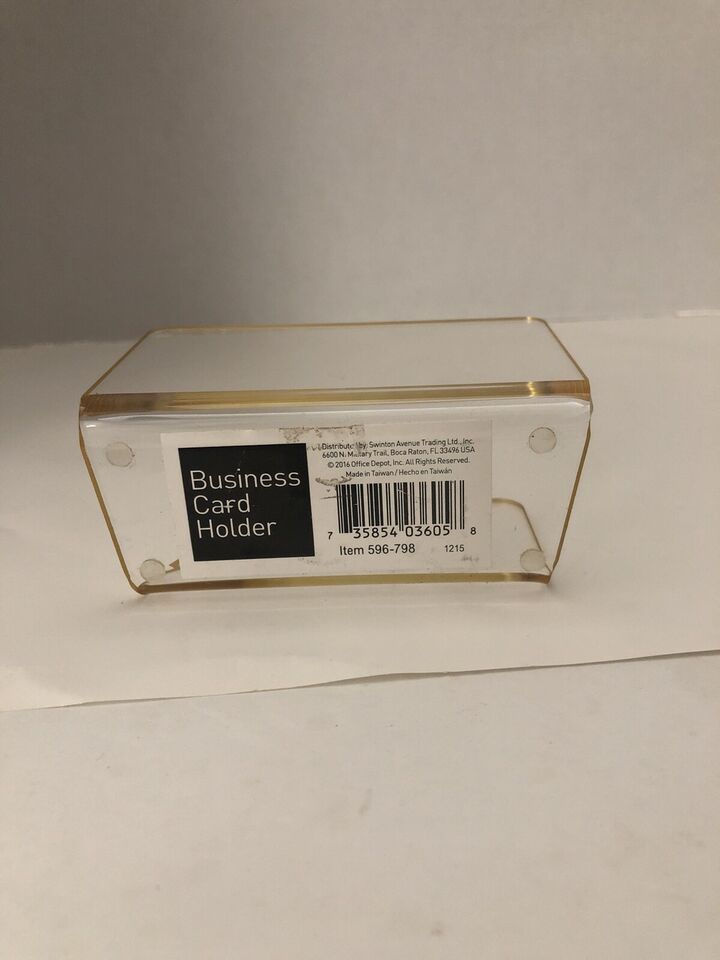 Business
Card
Holder
Distributed by: Swinton Avenue Trading Ltd., Inc.
6600 N. Military Trail, Boca Raton, FL 33496 USA
© 2016 Office Depot, Inc. All Rights Reserved.
Made in Taiwan / Hecho en Taiwán
7 35854 03605 8
Item 596-798 1215